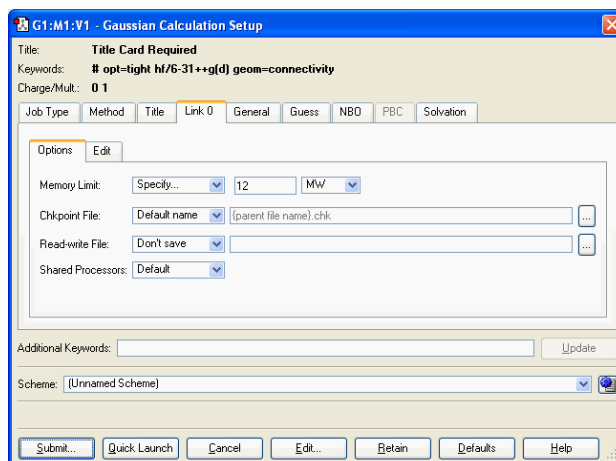 G1:M1:V1 - Gaussian Calculation Setup
Title: Title Card Required
Keywords: # opt=tight hf/6-31++g(d) geom=connectivity
Charge/Mult.: 0 1
Job Type Method Title Link 0 General Guess NBO PBC Solvation
Options Edit
Memory Limit: Specify... 12 MW
Chkpoint File: Default name {parent file name}.chk ...
Read-write File: Don't save ...
Shared Processors: Default
Additional Keywords: Update
Scheme: (Unnamed Scheme)
Submit... Quick Launch Cancel Edit... Retain Defaults Help